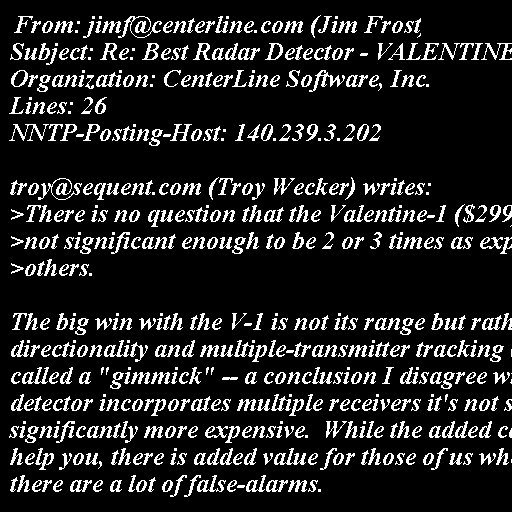 From: jimf@centerline.com (Jim Frost
Subject: Re: Best Radar Detector - VALENTINE
Organization: CenterLine Software, Inc.
Lines: 26
NNTP-Posting-Host: 140.239.3.202

troy@sequent.com (Troy Wecker) writes:
>There is no question that the Valentine-1 ($299
>not significant enough to be 2 or 3 times as exp
>others.

The big win with the V-1 is not its range but rath
directionality and multiple-transmitter tracking
called a "gimmick" -- a conclusion I disagree w
detector incorporates multiple receivers it's not s
significantly more expensive.  While the added c
help you, there is added value for those of us wh
there are a lot of false-alarms.